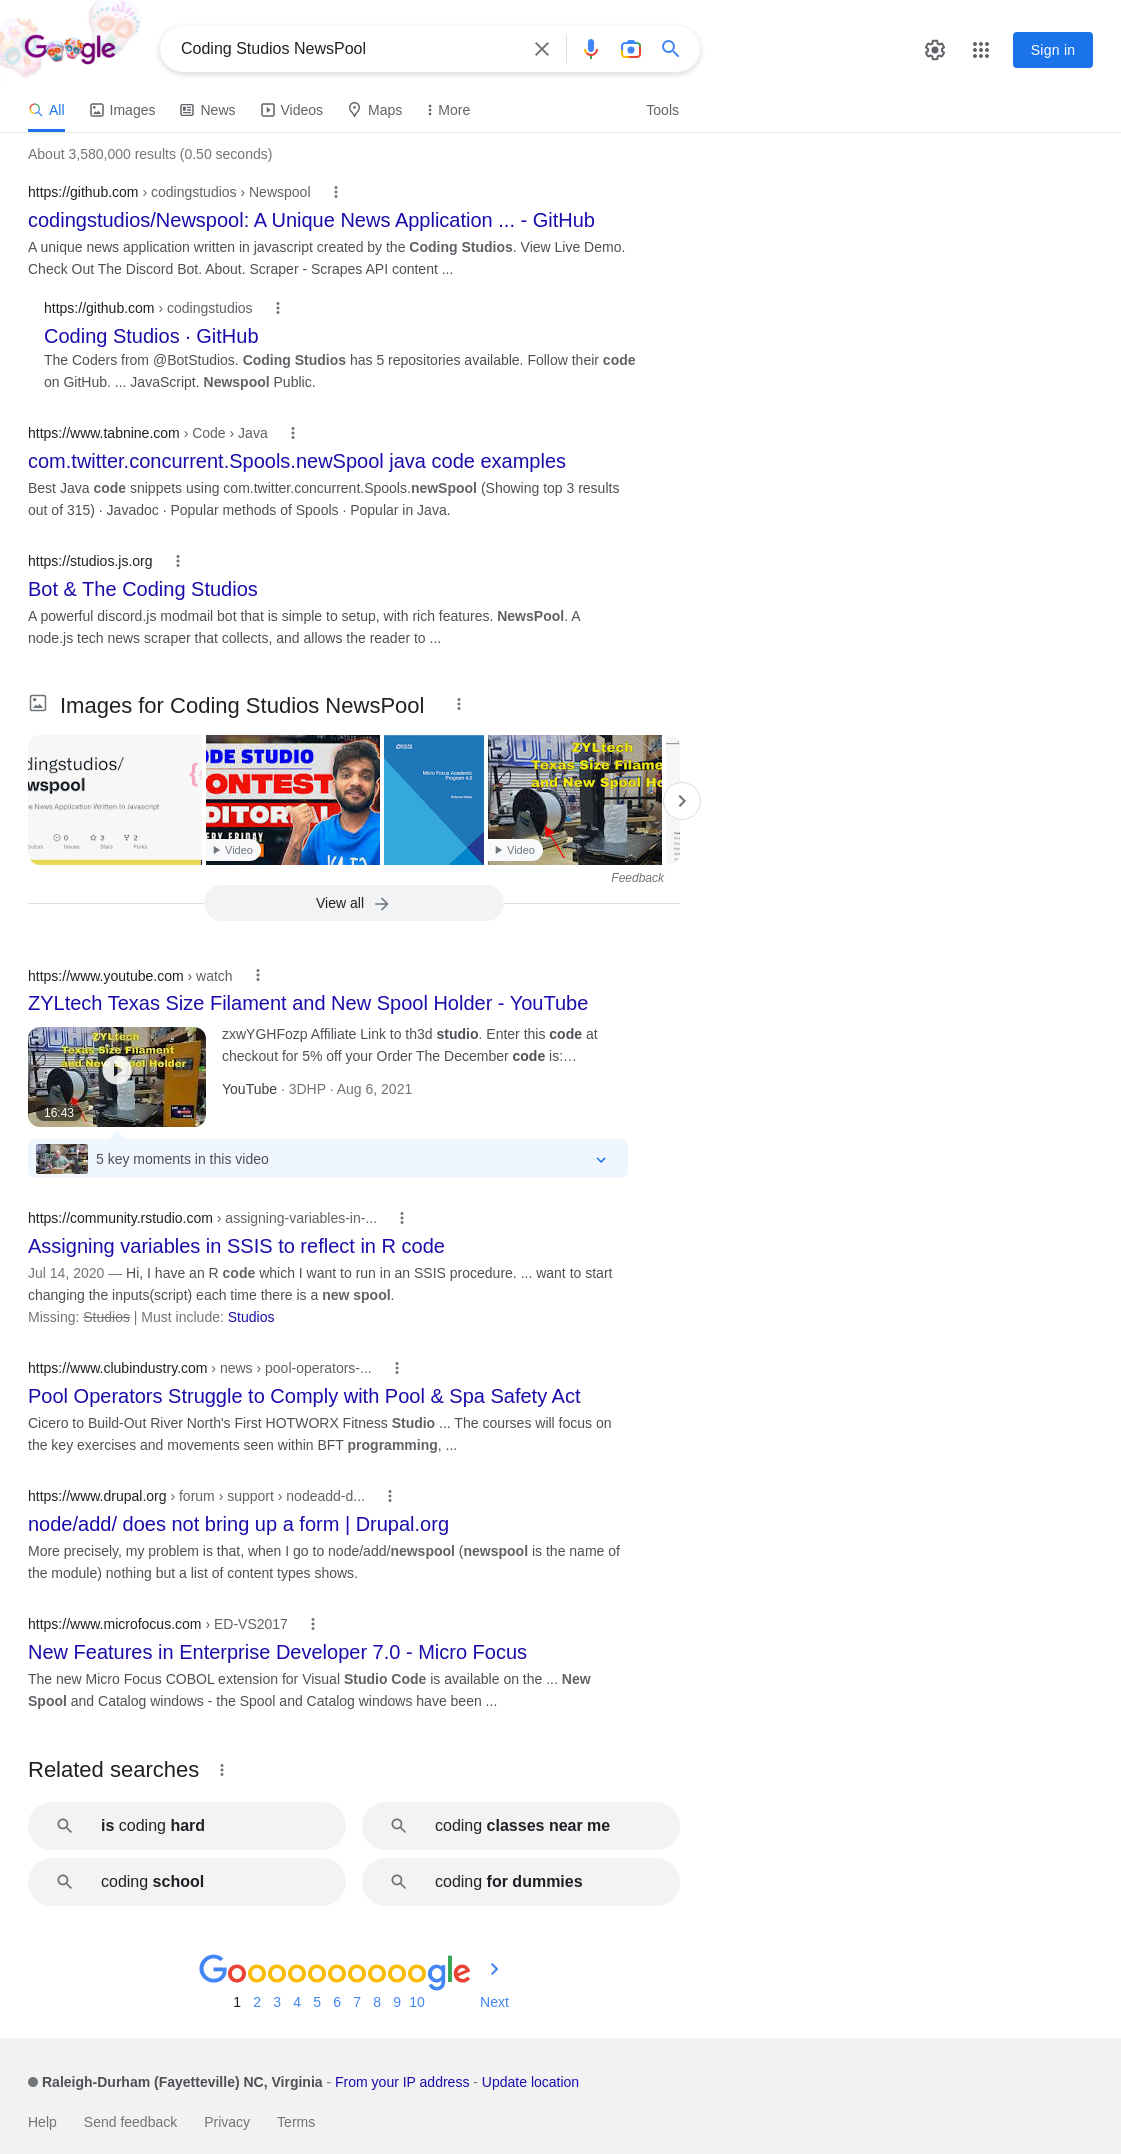 Google
Coding Studios NewsPool
Sign in
All Images News Videos Maps More Tools
About 3,580,000 results (0.50 seconds)
https://github.com › codingstudios › Newspool
codingstudios/Newspool: A Unique News Application ... - GitHub
A unique news application written in javascript created by the Coding Studios. View Live Demo.
Check Out The Discord Bot. About. Scraper - Scrapes API content ...
https://github.com › codingstudios
Coding Studios · GitHub
The Coders from @BotStudios. Coding Studios has 5 repositories available. Follow their code
on GitHub. ... JavaScript. Newspool Public.
https://www.tabnine.com › Code › Java
com.twitter.concurrent.Spools.newSpool java code examples
Best Java code snippets using com.twitter.concurrent.Spools.newSpool (Showing top 3 results
out of 315) · Javadoc · Popular methods of Spools · Popular in Java.
https://studios.js.org
Bot & The Coding Studios
A powerful discord.js modmail bot that is simple to setup, with rich features. NewsPool. A
node.js tech news scraper that collects, and allows the reader to ...
Images for Coding Studios NewsPool
dingstudios/
wspool
e News Application Written In Javascript
0 3 2
Issues Stars Forks
ODE STUDIO
ONTEST
DITORIAL
ERY FRIDAY
Video
Micro Focus Academic
Program 4.0
ZYLtech
Texas Size Filame
and New Spool Ho
Video
Feedback
View all
https://www.youtube.com › watch
ZYLtech Texas Size Filament and New Spool Holder - YouTube
ZYLtech
Texas Size Filament
and New Spool Holder
16:43
zxwYGHFozp Affiliate Link to th3d studio. Enter this code at
checkout for 5% off your Order The December code is:…
YouTube · 3DHP · Aug 6, 2021
5 key moments in this video
https://community.rstudio.com › assigning-variables-in-...
Assigning variables in SSIS to reflect in R code
Jul 14, 2020 — Hi, I have an R code which I want to run in an SSIS procedure. ... want to start
changing the inputs(script) each time there is a new spool.
Missing: Studios | Must include: Studios
https://www.clubindustry.com › news › pool-operators-...
Pool Operators Struggle to Comply with Pool & Spa Safety Act
Cicero to Build-Out River North's First HOTWORX Fitness Studio ... The courses will focus on
the key exercises and movements seen within BFT programming, ...
https://www.drupal.org › forum › support › nodeadd-d...
node/add/ does not bring up a form | Drupal.org
More precisely, my problem is that, when I go to node/add/newspool (newspool is the name of
the module) nothing but a list of content types shows.
https://www.microfocus.com › ED-VS2017
New Features in Enterprise Developer 7.0 - Micro Focus
The new Micro Focus COBOL extension for Visual Studio Code is available on the ... New
Spool and Catalog windows - the Spool and Catalog windows have been ...
Related searches
is coding hard
coding classes near me
coding school
coding for dummies
Goooooooooogle
1 2 3 4 5 6 7 8 9 10 Next
Raleigh-Durham (Fayetteville) NC, Virginia - From your IP address - Update location
Help Send feedback Privacy Terms